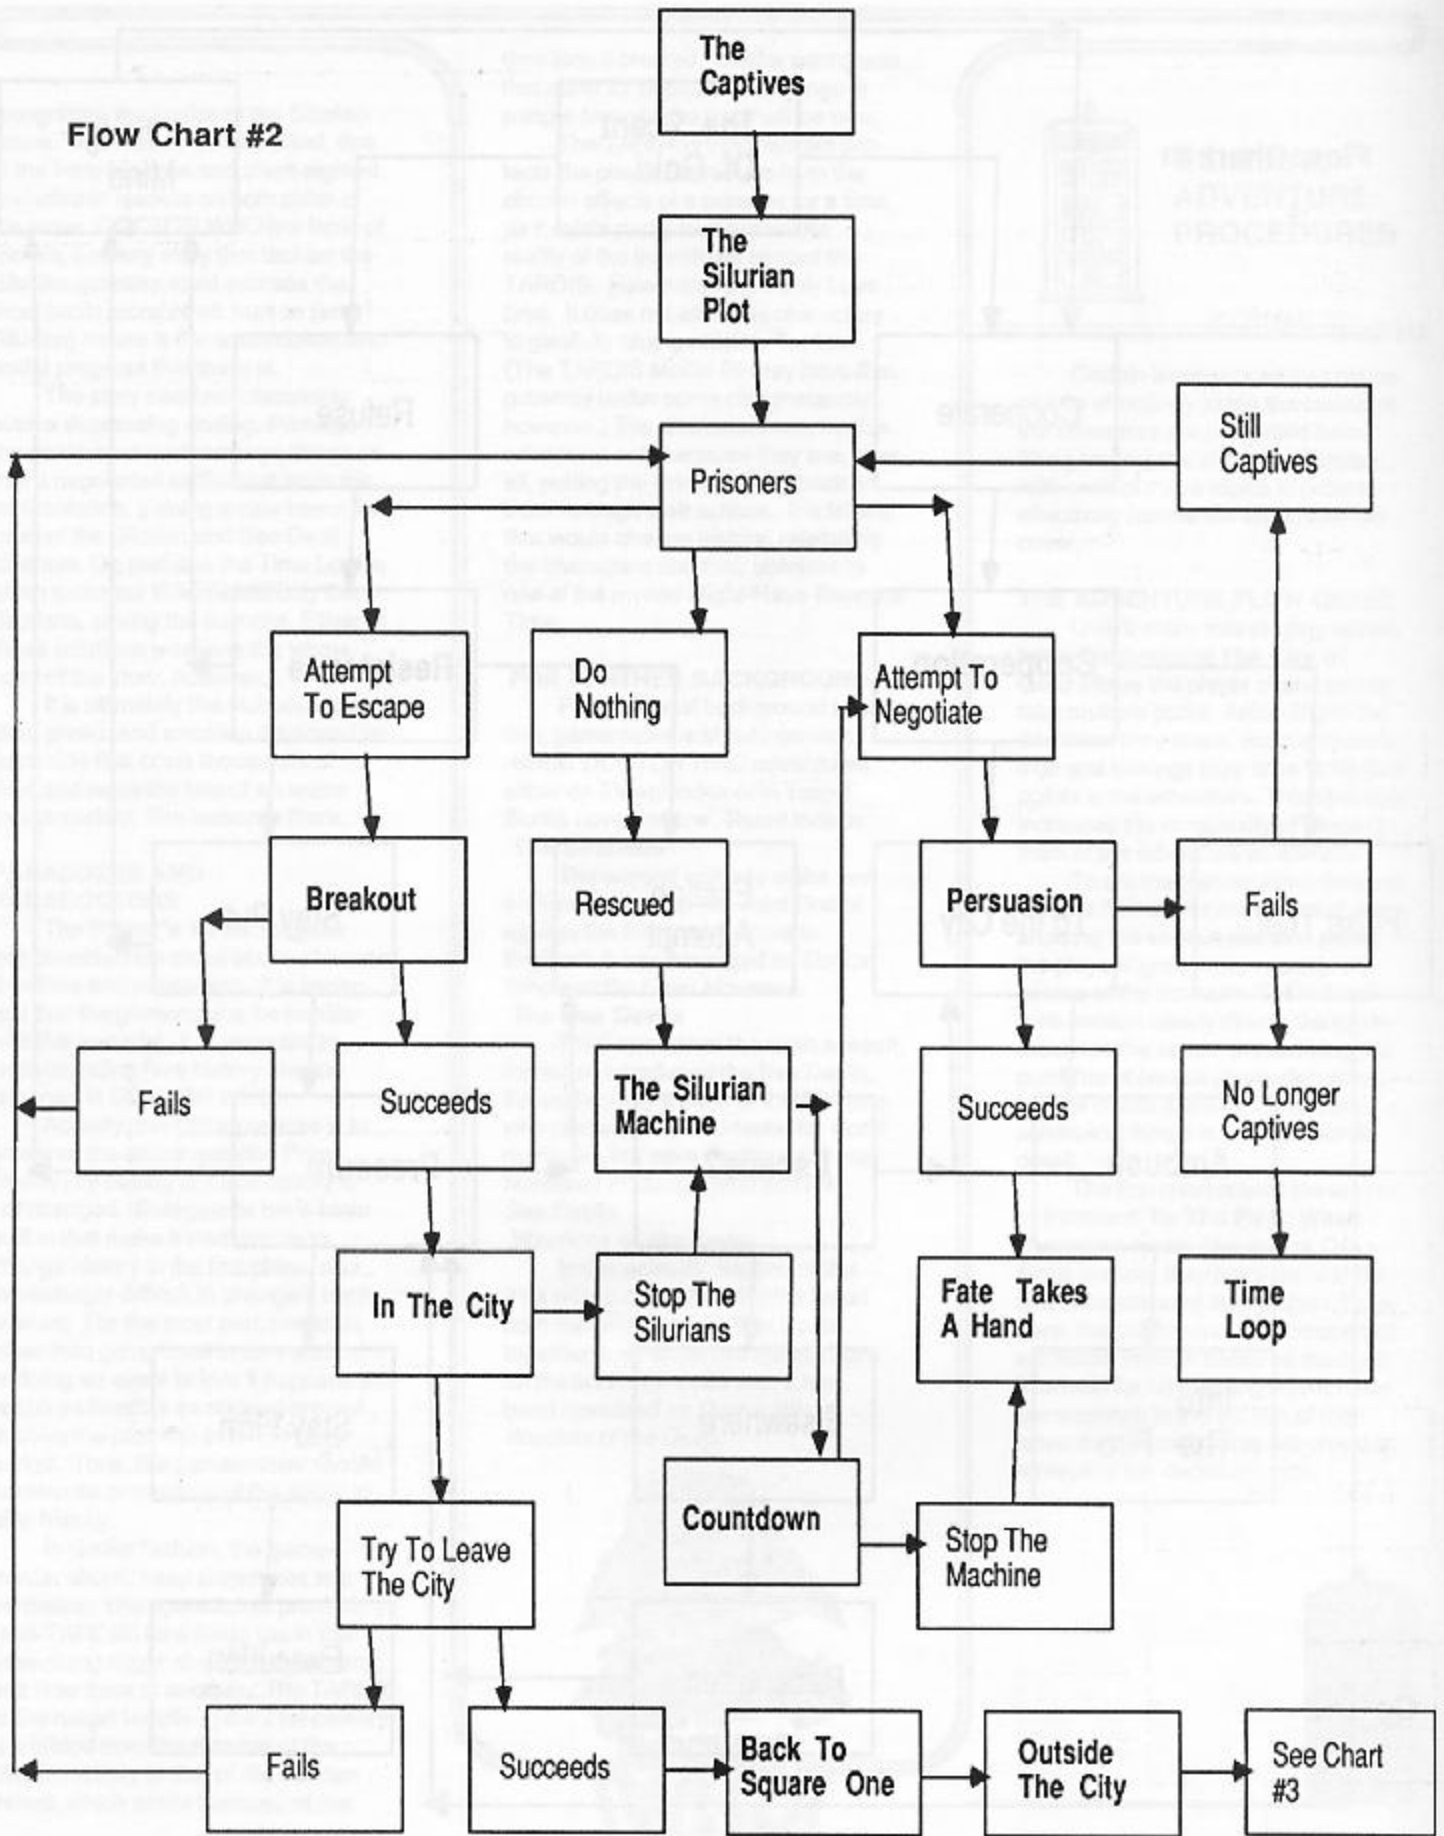 The
Captives
Flow Chart #2
The
Silurian
Plot
Still
Captives
Prisoners
Attempt
To Escape
Do
Nothing
Attempt To
Negotiate
Breakout
Rescued
Persuasion
Fails
Fails
Succeeds
The Silurian
Machine
Succeeds
No Longer
Captives
In The City
Stop The
Silurians
Fate Takes
A Hand
Time
Loop
Try To Leave
The City
Countdown
Stop The
Machine
Fails
Succeeds
Back To
Square One
Outside
The City
See Chart
#3